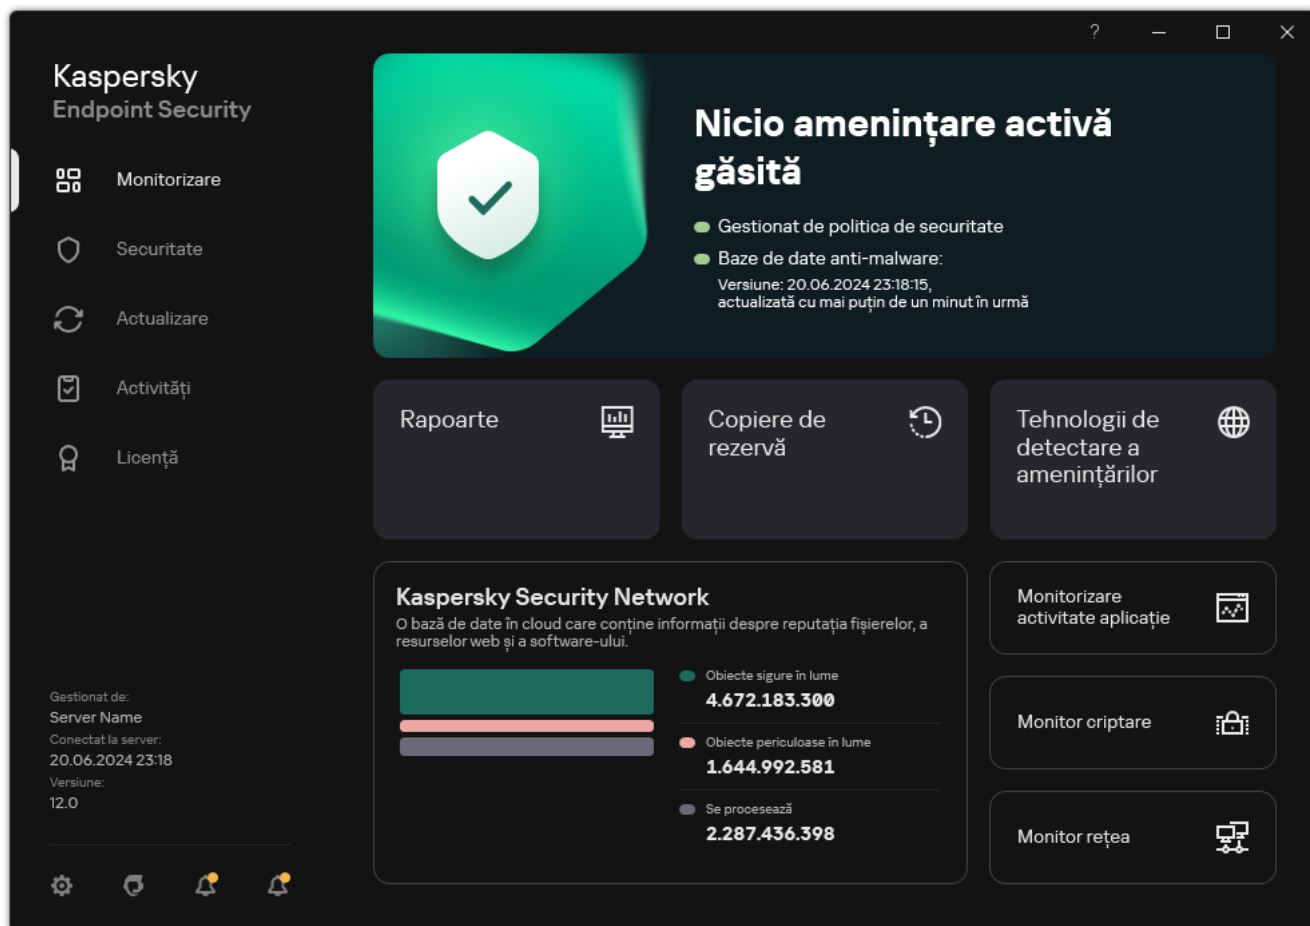 ?
Kaspersky
Endpoint Security
Monitorizare
Securitate
Actualizare
Activități
Licență
Gestionat de:
Server Name
Conectat la server:
20.06.2024 23:18
Versiune:
12.0
Nicio amenințare activă
găsită
Gestionat de politica de securitate
Baze de date anti-malware:
Versiune: 20.06.2024 23:18:15,
actualizată cu mai puțin de un minut în urmă
Rapoarte
Copiere de
rezervă
Tehnologii de
detectare a
amenințărilor
Kaspersky Security Network
O bază de date în cloud care conține informații despre reputația fișierelor, a
resurselor web și a software-ului.
Obiecte sigure în lume
4.672.183.300
Obiecte periculoase în lume
1.644.992.581
Se procesează
2.287.436.398
Monitorizare
activitate aplicație
Monitor criptare
Monitor rețea